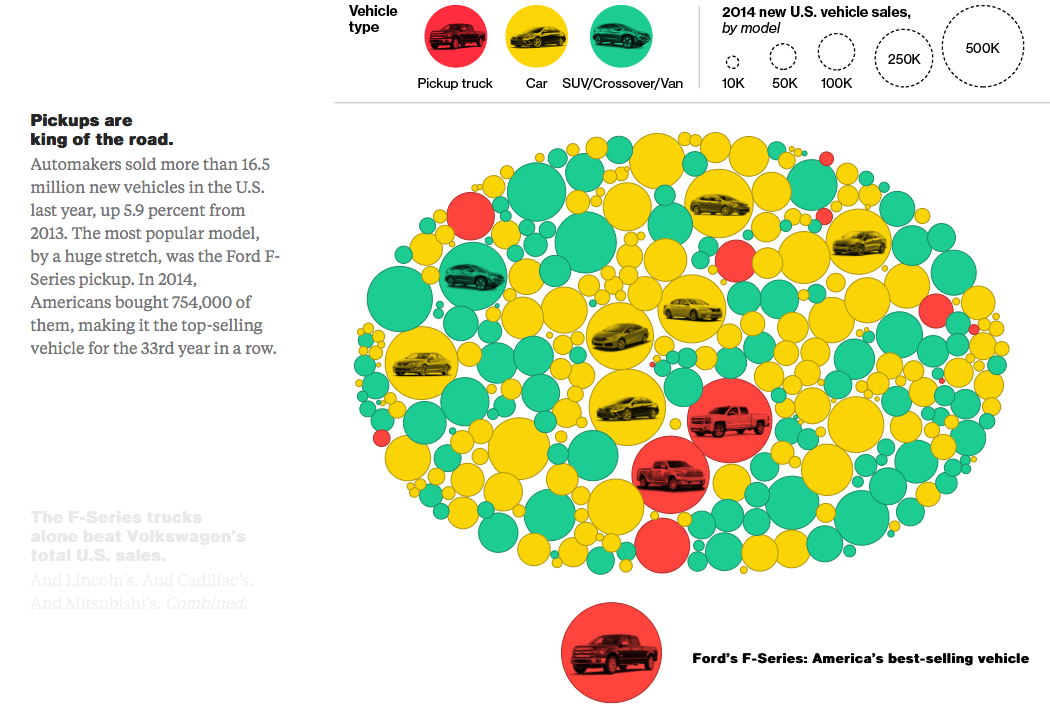 Vehicle
type
Pickup truck
Car
SUV/Crossover/Van
2014 new U.S. vehicle sales,
by model
10K
50K
100K
250K
500K
Pickups are
king of the road.
Automakers sold more than 16.5
million new vehicles in the U.S.
last year, up 5.9 percent from
2013. The most popular model,
by a huge stretch, was the Ford F-
Series pickup. In 2014,
Americans bought 754,000 of
them, making it the top-selling
vehicle for the 33rd year in a row.
The F-Series trucks
alone beat Volkswagen's
total U.S. sales.
And Lincoln's. And Cadillac's.
And Mitsubishi's. Combined.
Ford's F-Series: America's best-selling vehicle